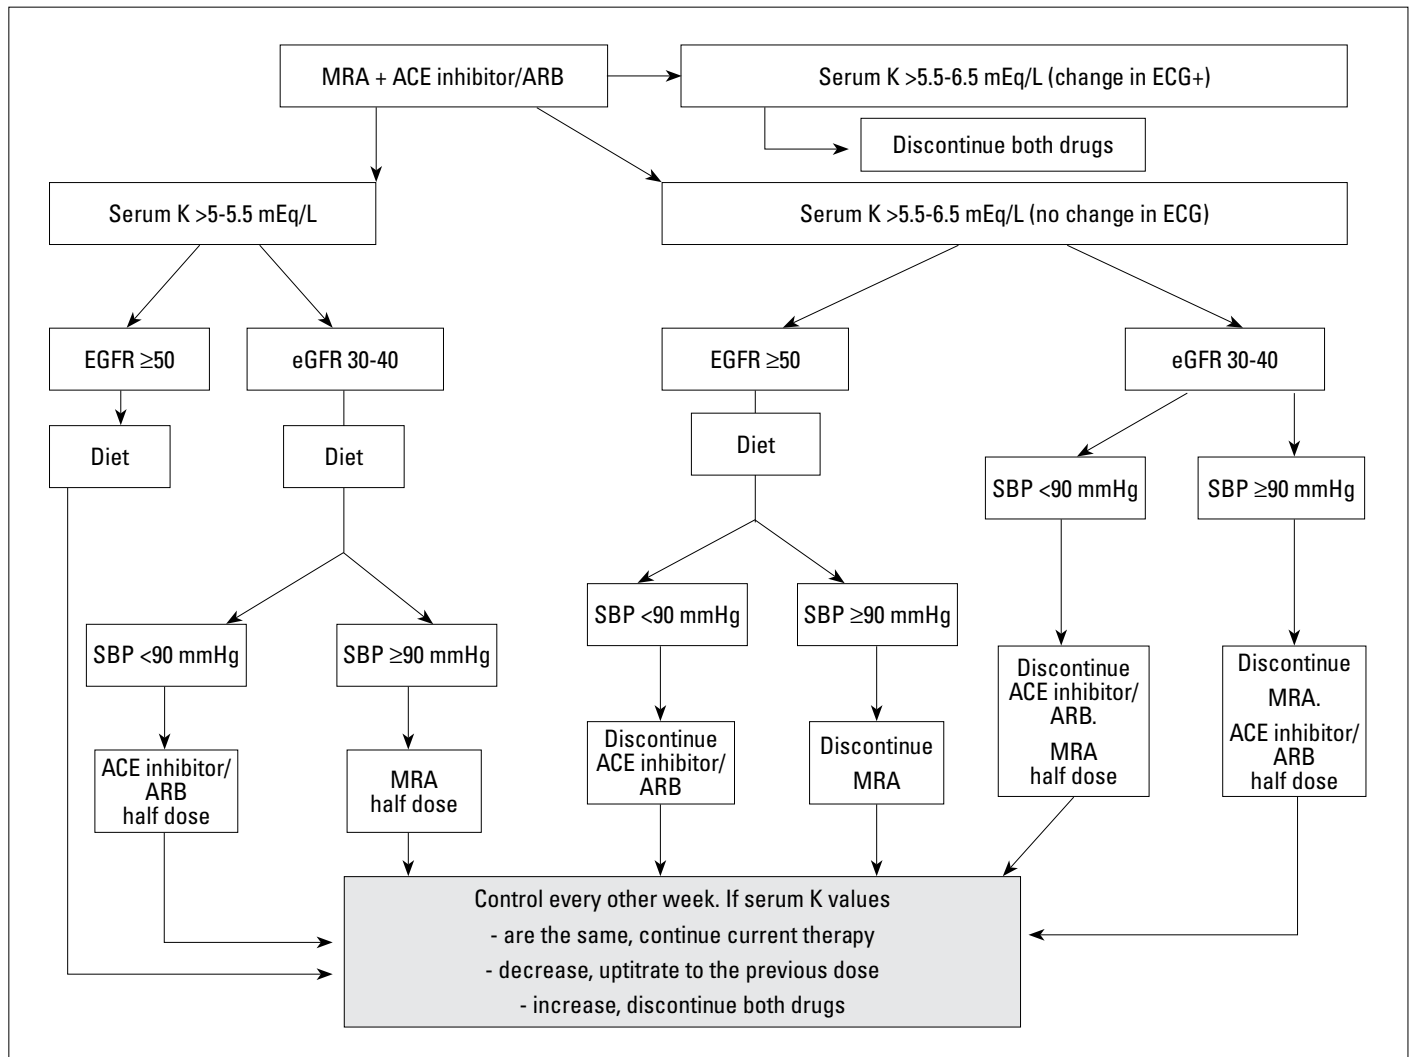 MRA + ACE inhibitor/ARB
Serum K >5.5-6.5 mEq/L (change in ECG+)
Discontinue both drugs
Serum K >5-5.5 mEq/L
Serum K >5.5-6.5 mEq/L (no change in ECG)
EGFR ≥50
eGFR 30-40
EGFR ≥50
eGFR 30-40
Diet
Diet
Diet
SBP <90 mmHg
SBP ≥90 mmHg
SBP <90 mmHg
SBP ≥90 mmHg
SBP <90 mmHg
SBP ≥90 mmHg
ACE inhibitor/
ARB
half dose
MRA
half dose
Discontinue
ACE inhibitor/
ARB
Discontinue
MRA
Discontinue
ACE inhibitor/
ARB.
MRA
half dose
Discontinue
MRA.
ACE inhibitor/
ARB
half dose
Control every other week. If serum K values
- are the same, continue current therapy
- decrease, uptitrate to the previous dose
- increase, discontinue both drugs